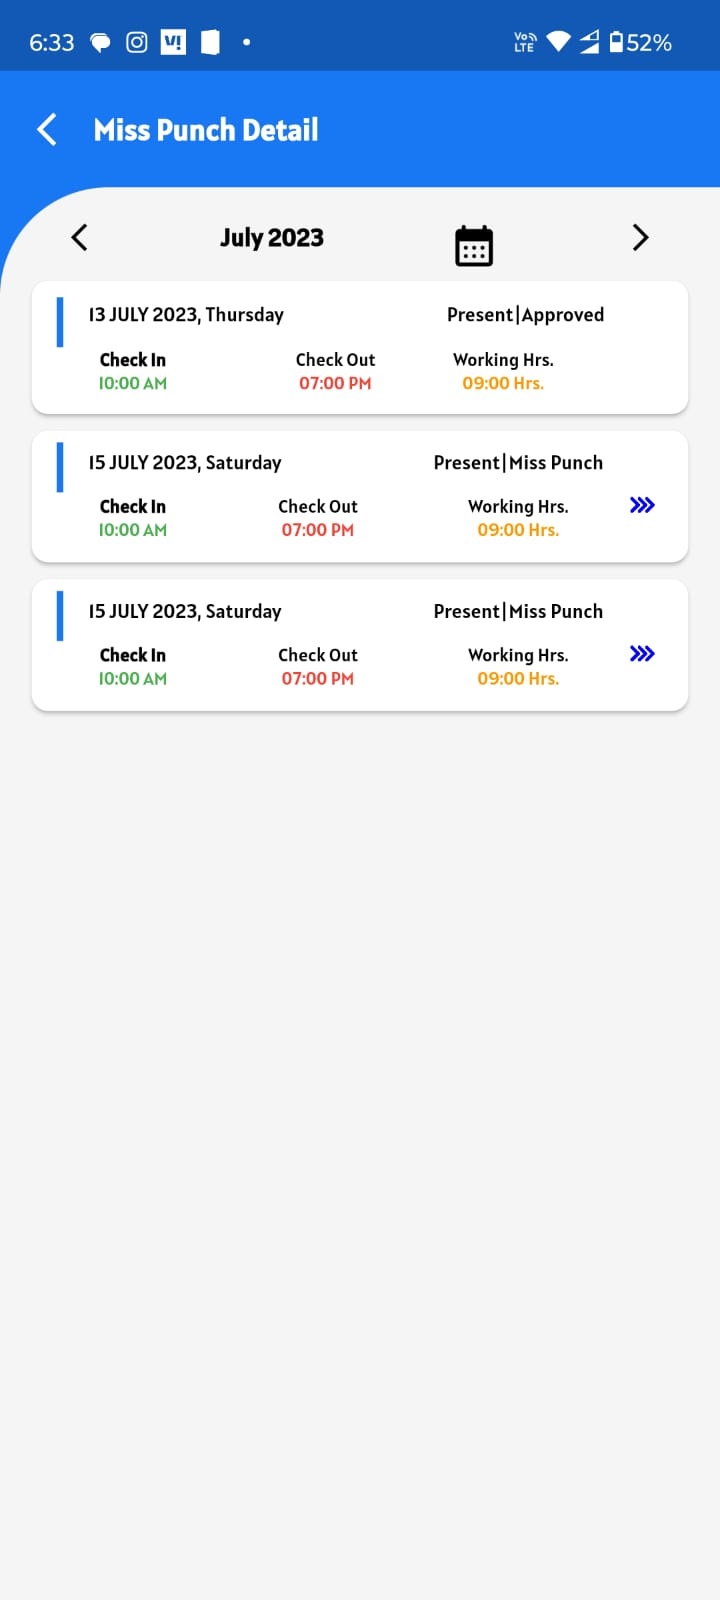 6:33 VoLTE 52%
Miss Punch Detail
July 2023
13 JULY 2023, Thursday Present|Approved
Check In Check Out Working Hrs.
10:00 AM 07:00 PM 09:00 Hrs.
15 JULY 2023, Saturday Present|Miss Punch
Check In Check Out Working Hrs.
10:00 AM 07:00 PM 09:00 Hrs.
15 JULY 2023, Saturday Present|Miss Punch
Check In Check Out Working Hrs.
10:00 AM 07:00 PM 09:00 Hrs.